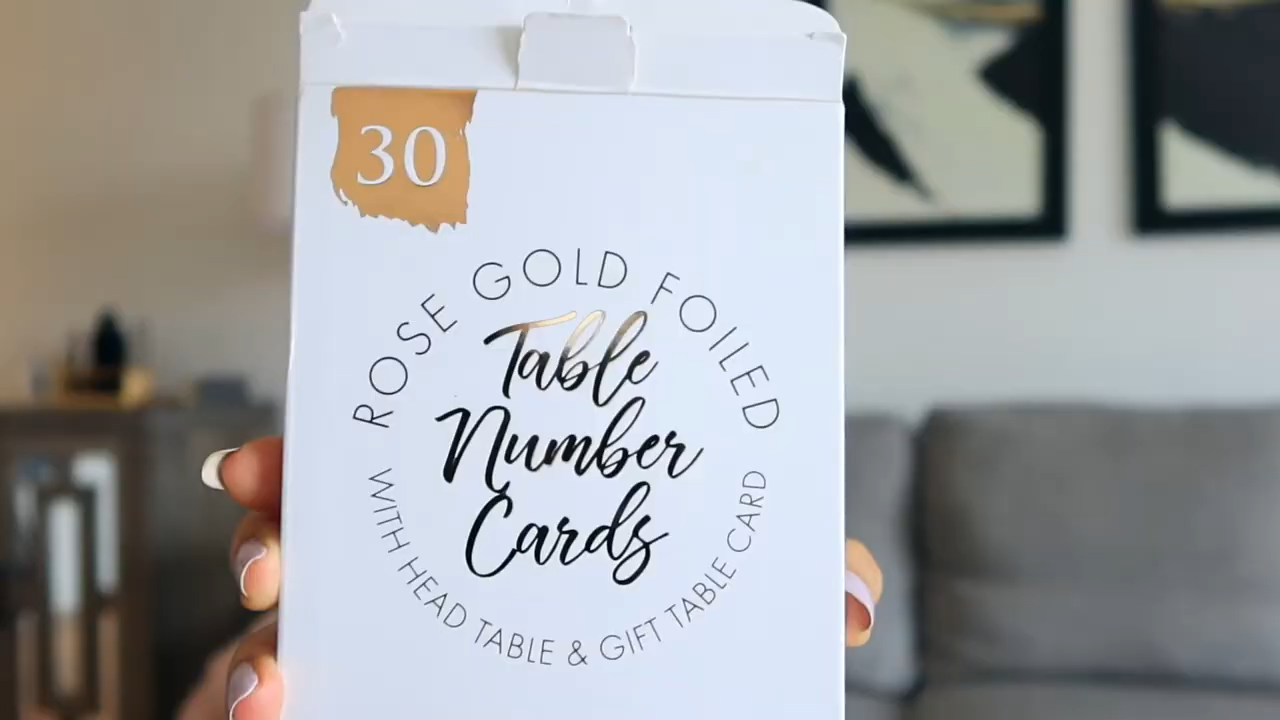 30
ROSE GOLD FOILED
Table
Number
Cards
WITH HEAD TABLE & GIFT TABLE CARD